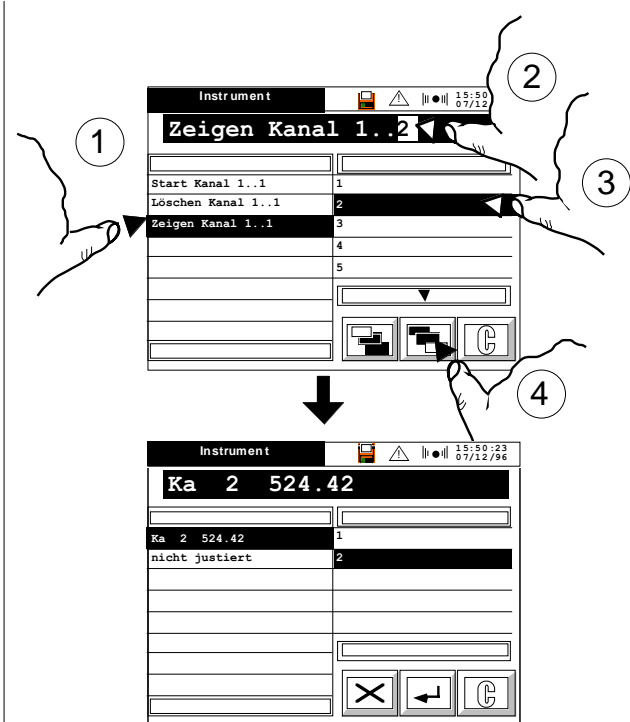 1
2
3
4
Instrument 15:50
07/12
Zeigen Kanal 1..2
Start Kanal 1..1 1
Löschen Kanal 1..1 2
Zeigen Kanal 1..1 3
4
5
C
Instrument 15:50:23
07/12/96
Ka 2 524.42
Ka 2 524.42 1
nicht justiert 2
C